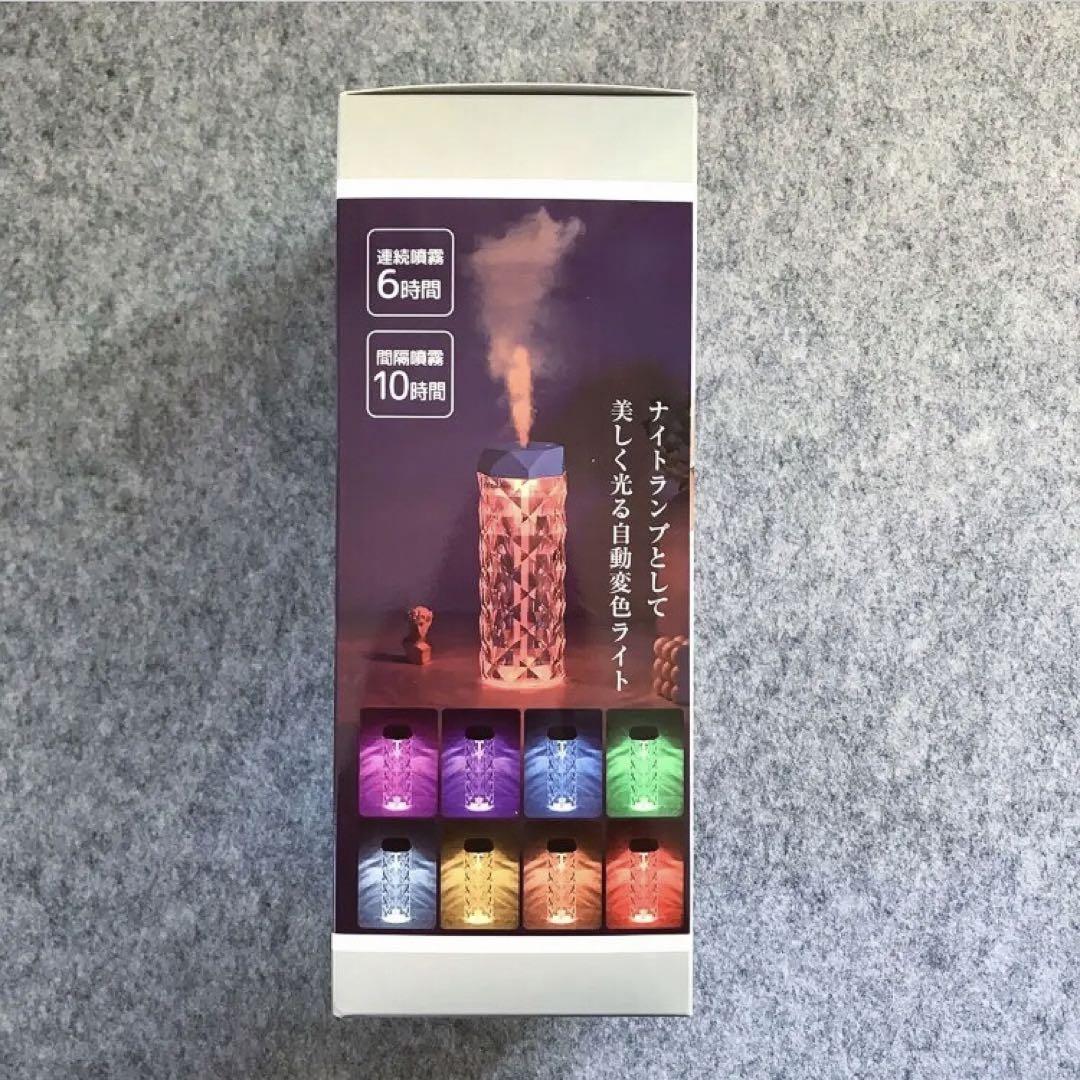 連続噴霧
6時間
間隔噴霧
10時間
ナイトランプとして
美しく光る自動変色ライト